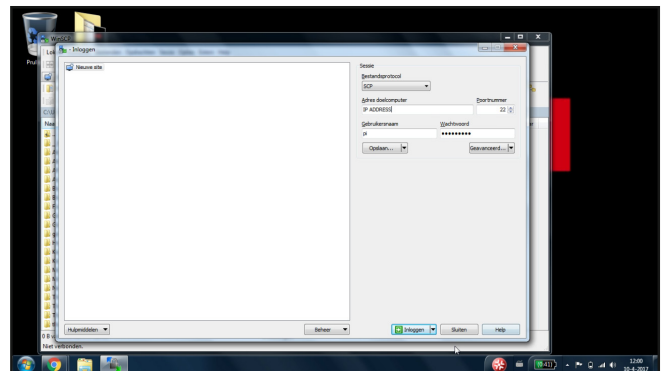 - Inloggen
Nieuwe site
Sessie
Bestandsprotocol
SCP
Adres doelcomputer
Poortnummer
IP ADDRESS
22
Gebruikersnaam
Wachtwoord
pi
Opslaan...
Geavanceerd...
Hulpmiddelen
Beheer
Inloggen
Sluiten
Help
Niet verbonden.
12:00
10-4-2017